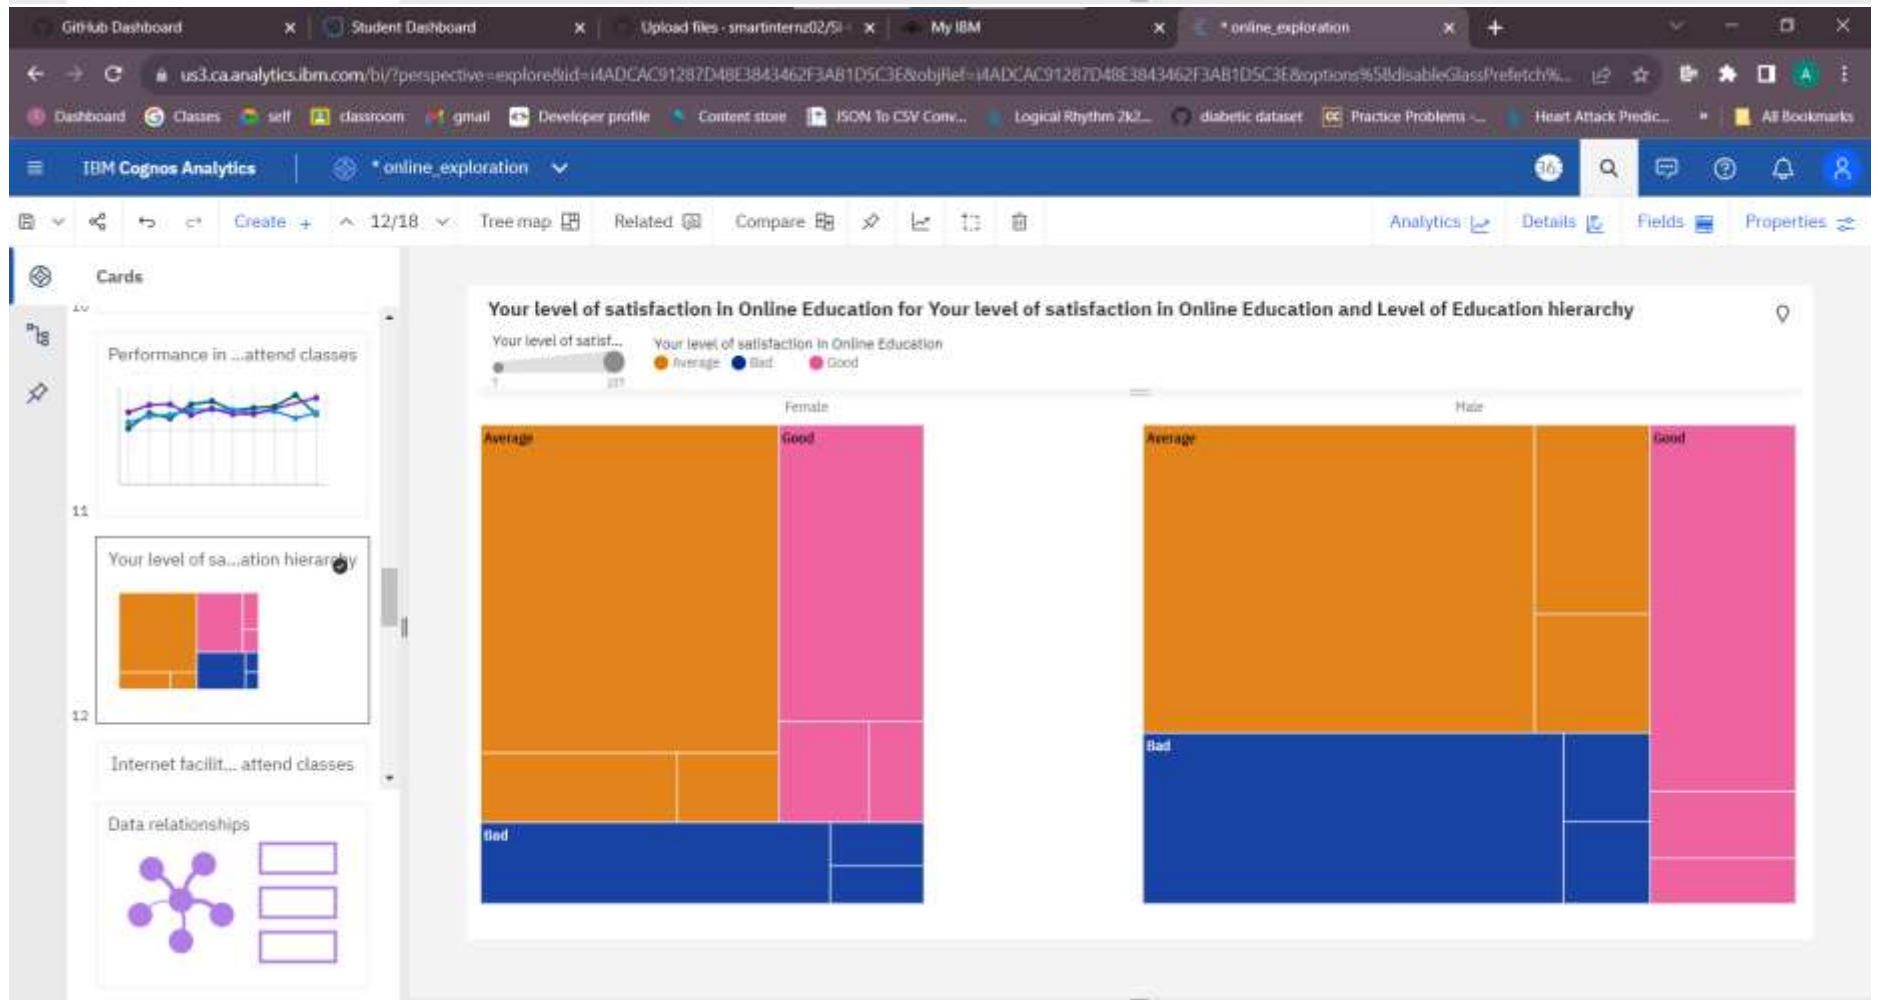 GitHub Dashboard
Student Dashboard
Upload files - smartinternz02/SI-
My IBM
* online_exploration
us3.ca.analytics.ibm.com/bi/?perspective=explore&id=i4ADCAC91287D48E3843462F3AB1D5C3E&objRef=i4ADCAC91287D48E3843462F3AB1D5C3E&options%5BdisableGlassPrefetch%...
A
Dashboard
Classes
self
classroom
gmail
Developer profile
Content store
JSON To CSV Conv...
Logical Rhythm 2k2...
diabetic dataset
Practice Problems -...
Heart Attack Predic...
»
All Bookmarks
IBM Cognos Analytics
* online_exploration
Create +
12/18
Tree map
Related
Compare
Analytics
Details
Fields
Properties
Cards
10
Performance in ...attend classes
11
Your level of sa...ation hierarchy
12
Internet facilit... attend classes
Data relationships
Your level of satisfaction in Online Education for Your level of satisfaction in Online Education and Level of Education hierarchy
Your level of satisf...
Your level of satisfaction in Online Education
Average
Bad
Good
7
Female
Male
Average
Good
Bad
Average
Good
Bad